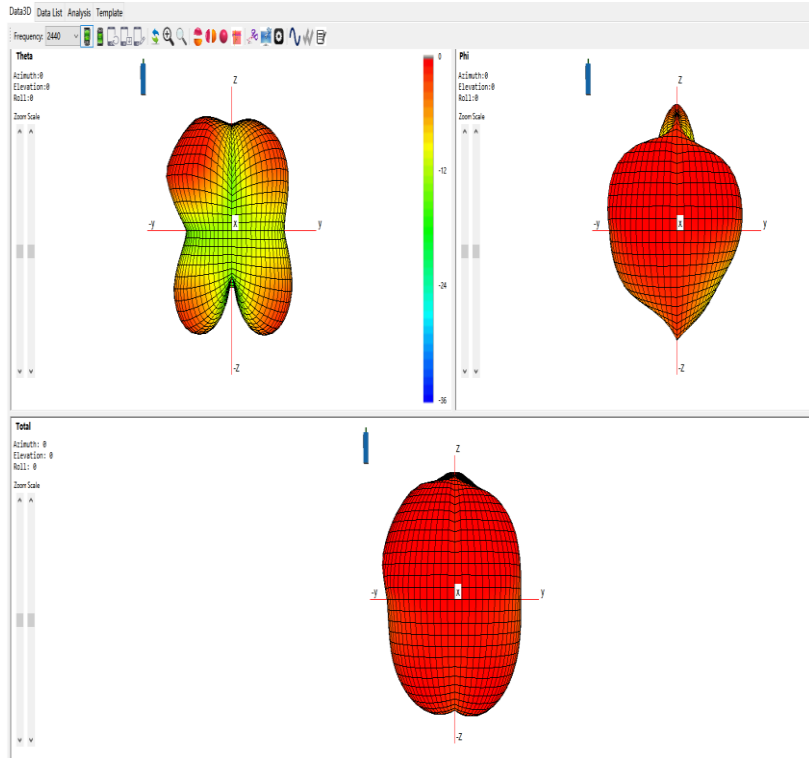 Data3D Data List Analysis Template
Frequency: 2440
Theta
Azimuth:0
Elevation:0
Roll:0
Zoom Scale
Z
-y
x
y
-Z
0
-12
-24
-36
Phi
Azimuth:0
Elevation:0
Roll:0
Zoom Scale
Z
-y
x
y
-Z
Total
Azimuth: 0
Elevation: 0
Roll: 0
Zoom Scale
Z
-y
x
y
-Z